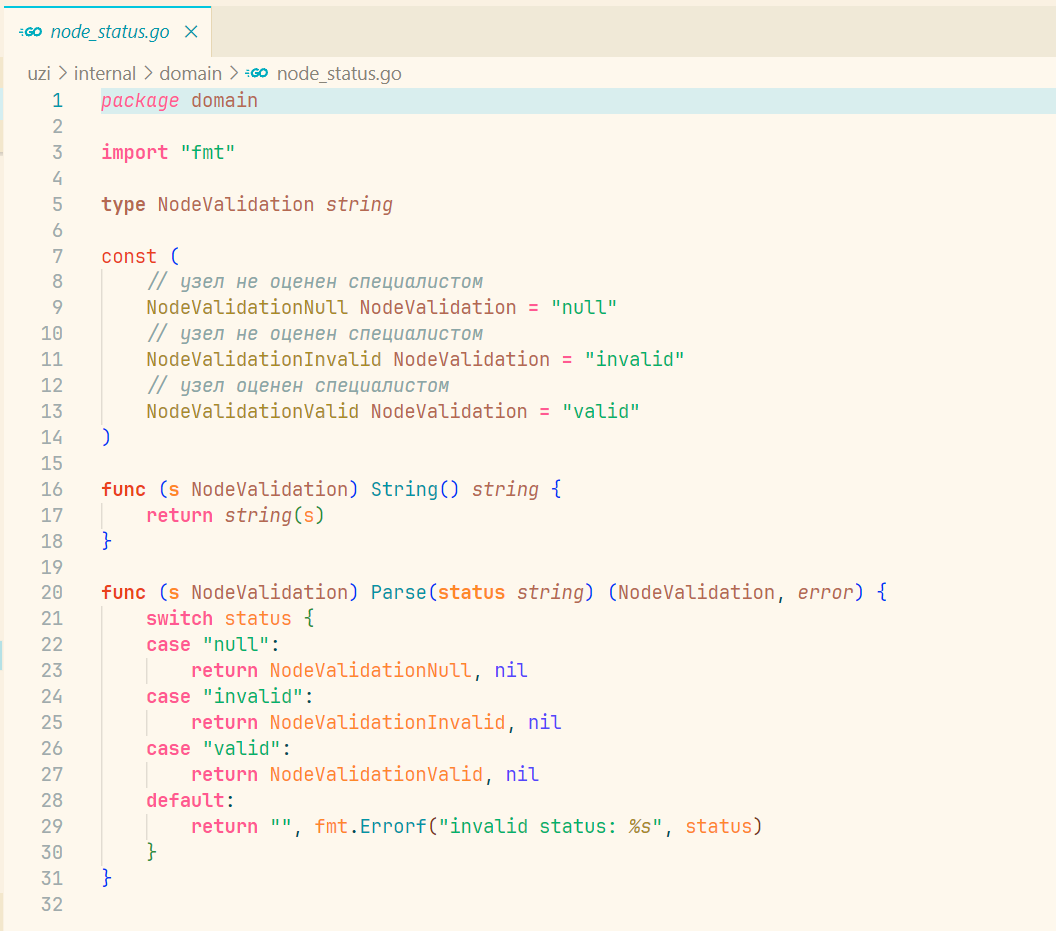 GO node_status.go ×
uzi > internal > domain > GO node_status.go
1 package domain
2
3 import "fmt"
4
5 type NodeValidation string
6
7 const (
8     // узел не оценен специалистом
9     NodeValidationNull NodeValidation = "null"
10     // узел не оценен специалистом
11     NodeValidationInvalid NodeValidation = "invalid"
12     // узел оценен специалистом
13     NodeValidationValid NodeValidation = "valid"
14 )
15
16 func (s NodeValidation) String() string {
17     return string(s)
18 }
19
20 func (s NodeValidation) Parse(status string) (NodeValidation, error) {
21     switch status {
22     case "null":
23         return NodeValidationNull, nil
24     case "invalid":
25         return NodeValidationInvalid, nil
26     case "valid":
27         return NodeValidationValid, nil
28     default:
29         return "", fmt.Errorf("invalid status: %s", status)
30     }
31 }
32